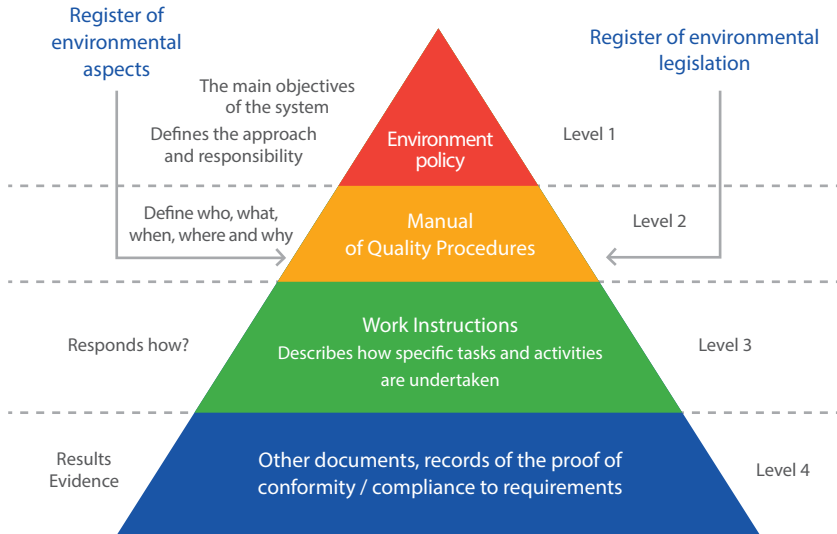 Register of
environmental
aspects
Register of environmental
legislation
The main objectives
of the system
Defines the approach
and responsibility
Environment
policy
Level 1
Define who, what,
when, where and why
Manual
of Quality Procedures
Level 2
Responds how?
Work Instructions
Describes how specific tasks and activities
are undertaken
Level 3
Results
Evidence
Other documents, records of the proof of
conformity / compliance to requirements
Level 4